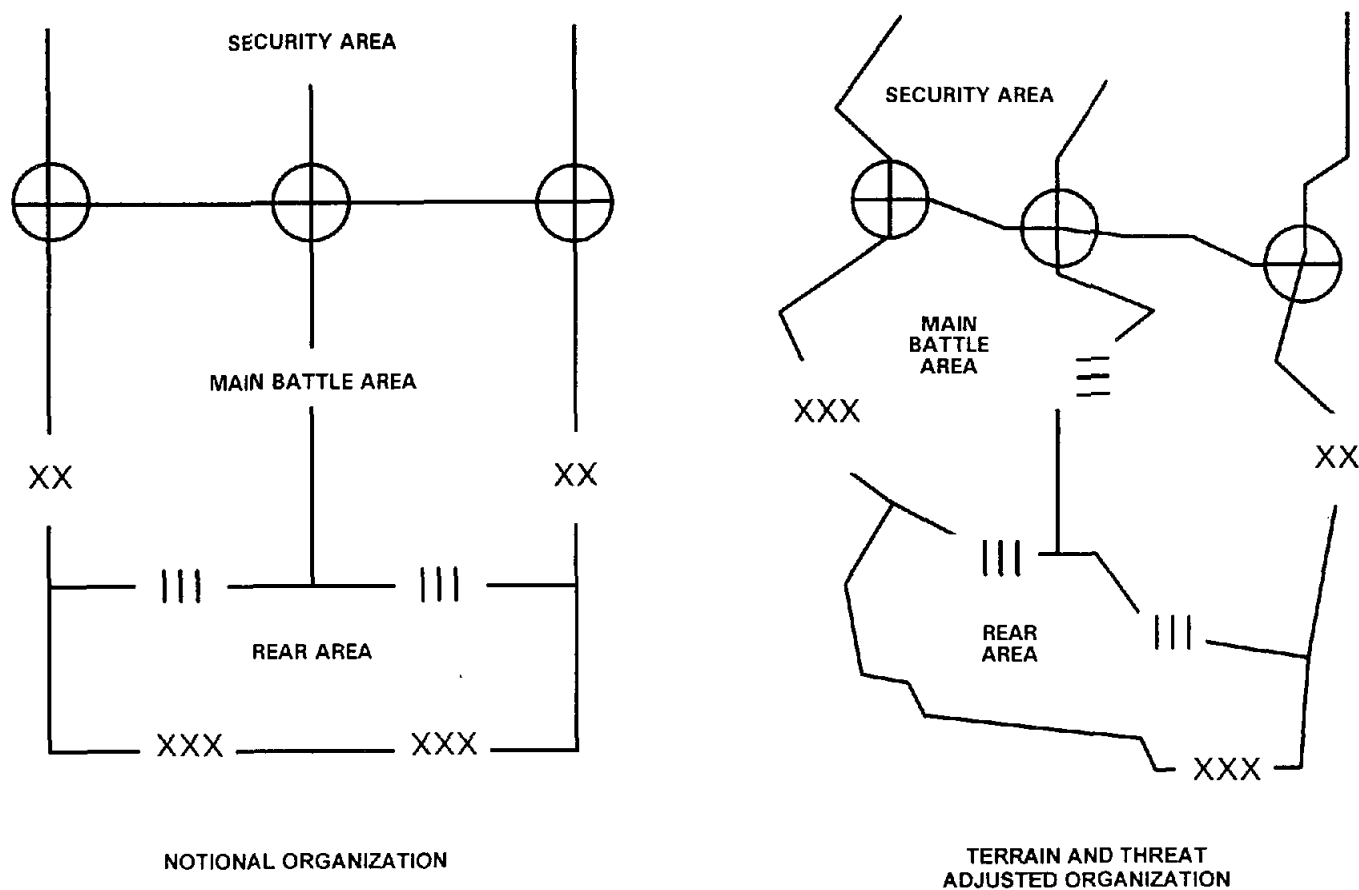 SECURITY AREA
MAIN BATTLE AREA
XX
XX
III
III
REAR AREA
XXX
XXX
NOTIONAL ORGANIZATION
SECURITY AREA
MAIN
BATTLE
AREA
III
XXX
XX
III
III
REAR
AREA
XXX
TERRAIN AND THREAT
ADJUSTED ORGANIZATION